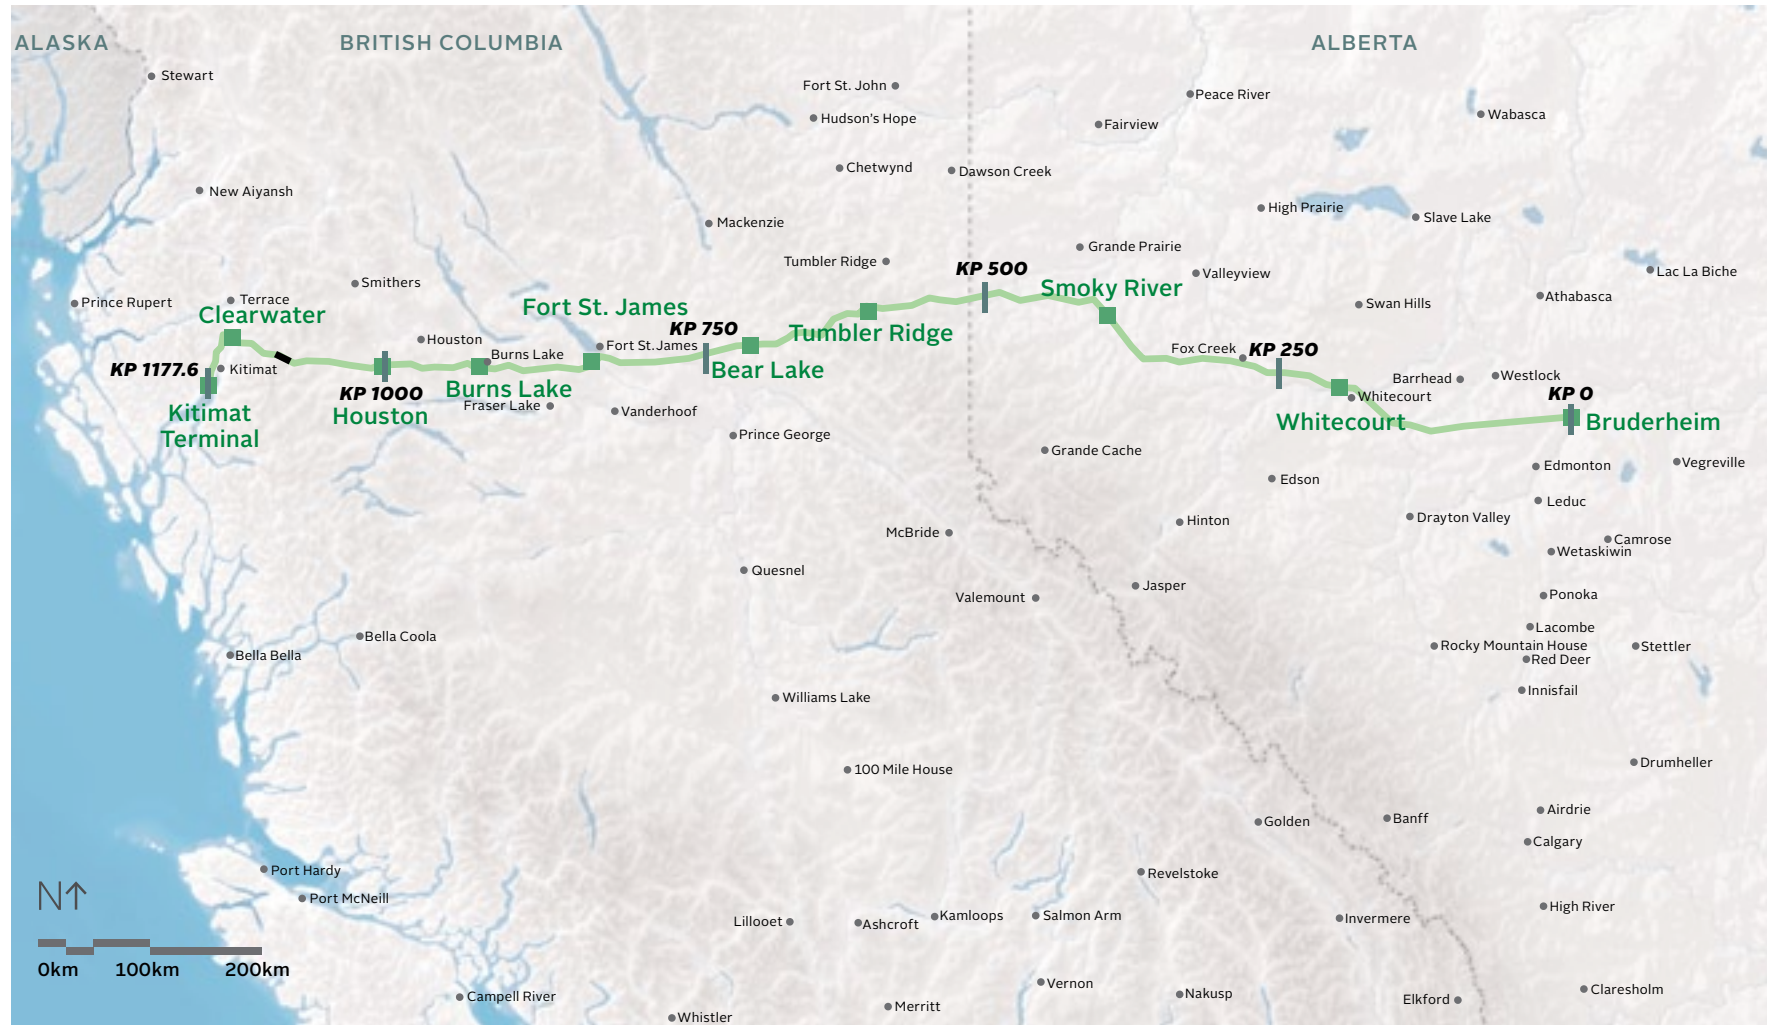 ALASKA
BRITISH COLUMBIA
ALBERTA
Stewart
Fort St. John
Peace River
Hudson's Hope
Fairview
Wabasca
Chetwynd
Dawson Creek
New Aiyansh
High Prairie
Slave Lake
Mackenzie
Grande Prairie
Tumbler Ridge
KP 500
Valleyview
Lac La Biche
Smithers
Smoky River
Prince Rupert
Terrace
Athabasca
Swan Hills
Clearwater
Fort St. James
KP 750
Tumbler Ridge
Houston
Fort St.James
Fox Creek
KP 250
Burns Lake
KP 1177.6
Kitimat
Bear Lake
Barrhead
Westlock
KP 1000
Burns Lake
KP 0
Whitecourt
Fraser Lake
Vanderhoof
Kitimat
Terminal
Houston
Whitecourt
Bruderheim
Prince George
Grande Cache
Edmonton
Vegreville
Edson
Leduc
Hinton
Drayton Valley
McBride
Camrose
Wetaskiwin
Quesnel
Jasper
Valemount
Ponoka
Lacombe
Bella Coola
Rocky Mountain House
Stettler
Bella Bella
Red Deer
Innisfail
Williams Lake
100 Mile House
Drumheller
Airdrie
Golden
Banff
Calgary
Port Hardy
Revelstoke
N↑
Port McNeill
High River
Lillooet
Ashcroft
Kamloops
Salmon Arm
Invermere
0km
100km
200km
Vernon
Nakusp
Claresholm
Campell River
Merritt
Elkford
Whistler